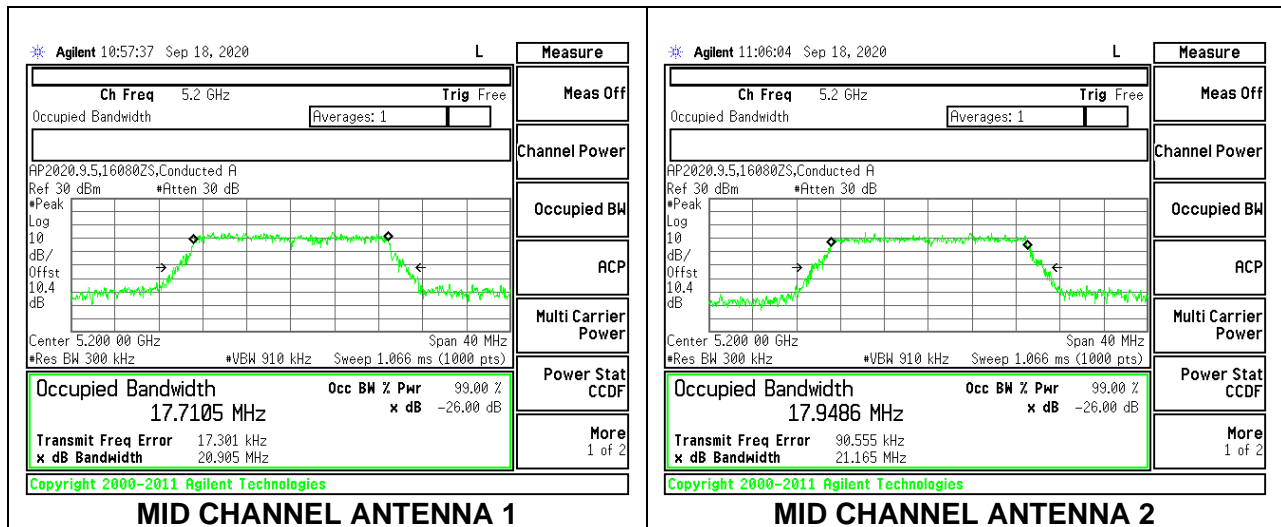 Agilent 10:57:37 Sep 18, 2020 L
Measure
Ch Freq 5.2 GHz Trig Free
Occupied Bandwidth Averages: 1
AP2020.9.5,16080ZS,Conducted A
Ref 30 dBm #Atten 30 dB
#Peak
Log
10
dB/
Offst
10.4
dB
Center 5.200 00 GHz Span 40 MHz
#Res BW 300 kHz #VBW 910 kHz Sweep 1.066 ms (1000 pts)
Occupied Bandwidth Occ BW % Pwr 99.00 %
17.7105 MHz x dB -26.00 dB
Transmit Freq Error 17.301 kHz
x dB Bandwidth 20.905 MHz
Copyright 2000-2011 Agilent Technologies
Meas Off
Channel Power
Occupied BW
ACP
Multi Carrier
Power
Power Stat
CCDF
More
1 of 2
MID CHANNEL ANTENNA 1
Agilent 11:06:04 Sep 18, 2020 L
Measure
Ch Freq 5.2 GHz Trig Free
Occupied Bandwidth Averages: 1
AP2020.9.5,16080ZS,Conducted A
Ref 30 dBm #Atten 30 dB
#Peak
Log
10
dB/
Offst
10.4
dB
Center 5.200 00 GHz Span 40 MHz
#Res BW 300 kHz #VBW 910 kHz Sweep 1.066 ms (1000 pts)
Occupied Bandwidth Occ BW % Pwr 99.00 %
17.9486 MHz x dB -26.00 dB
Transmit Freq Error 90.555 kHz
x dB Bandwidth 21.165 MHz
Copyright 2000-2011 Agilent Technologies
Meas Off
Channel Power
Occupied BW
ACP
Multi Carrier
Power
Power Stat
CCDF
More
1 of 2
MID CHANNEL ANTENNA 2